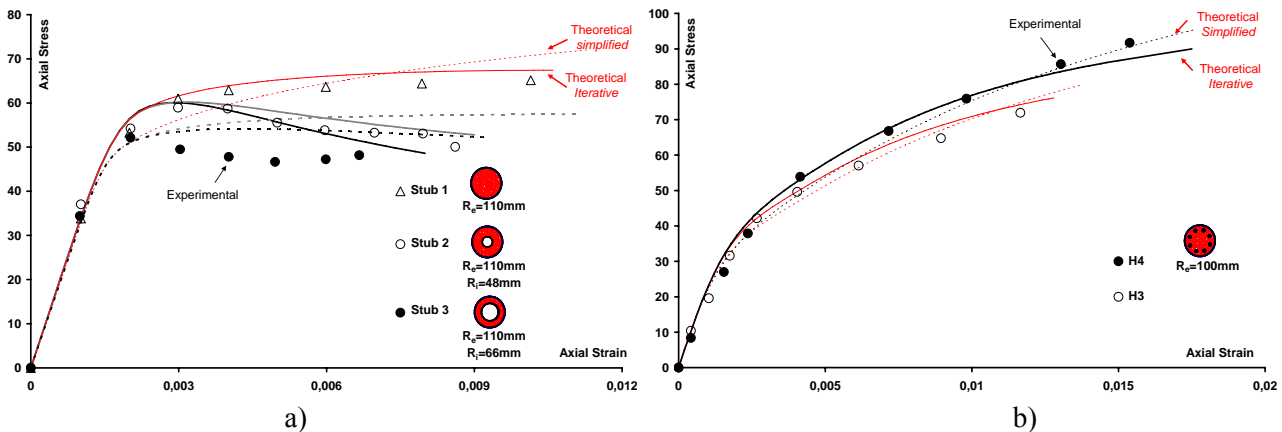 Axial Stress
80
70
60
50
40
30
20
10
0
0
0,003
0,006
0,009
0,012
Theoretical
simplified
Theoretical
Iterative
Experimental
Stub 1
Rₑ=110mm
Stub 2
Rₑ=110mm
Rᵢ=48mm
Stub 3
Rₑ=110mm
Rᵢ=66mm
Axial Strain
a)
Axial Stress
100
90
80
70
60
50
40
30
20
10
0
0
0,005
0,01
0,015
0,02
Experimental
Theoretical
Simplified
Theoretical
Iterative
H4
Rₑ=100mm
H3
Axial Strain
b)